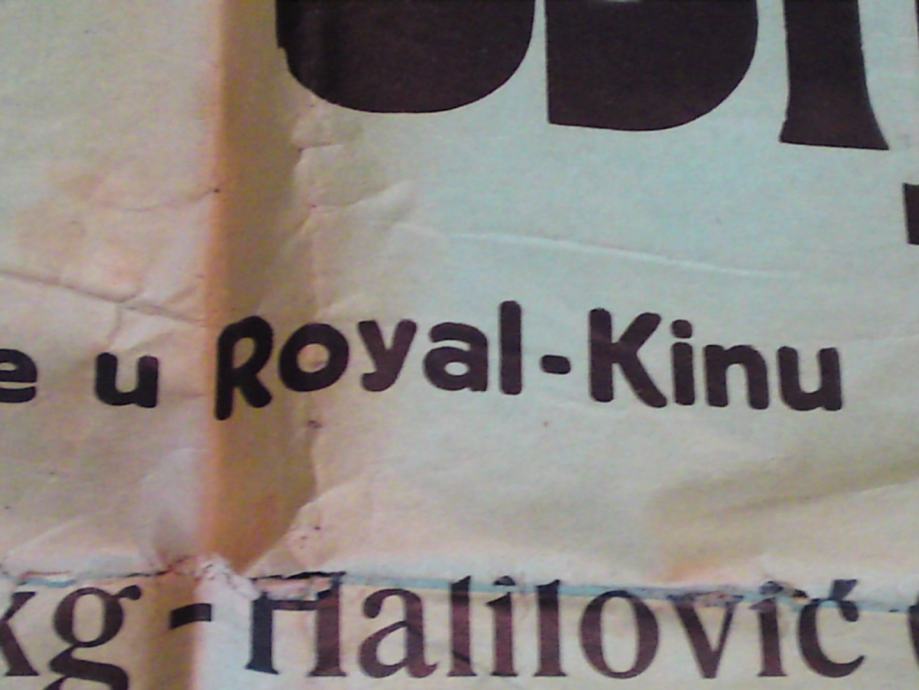 e u Royal-Kinu
kg - Halilović